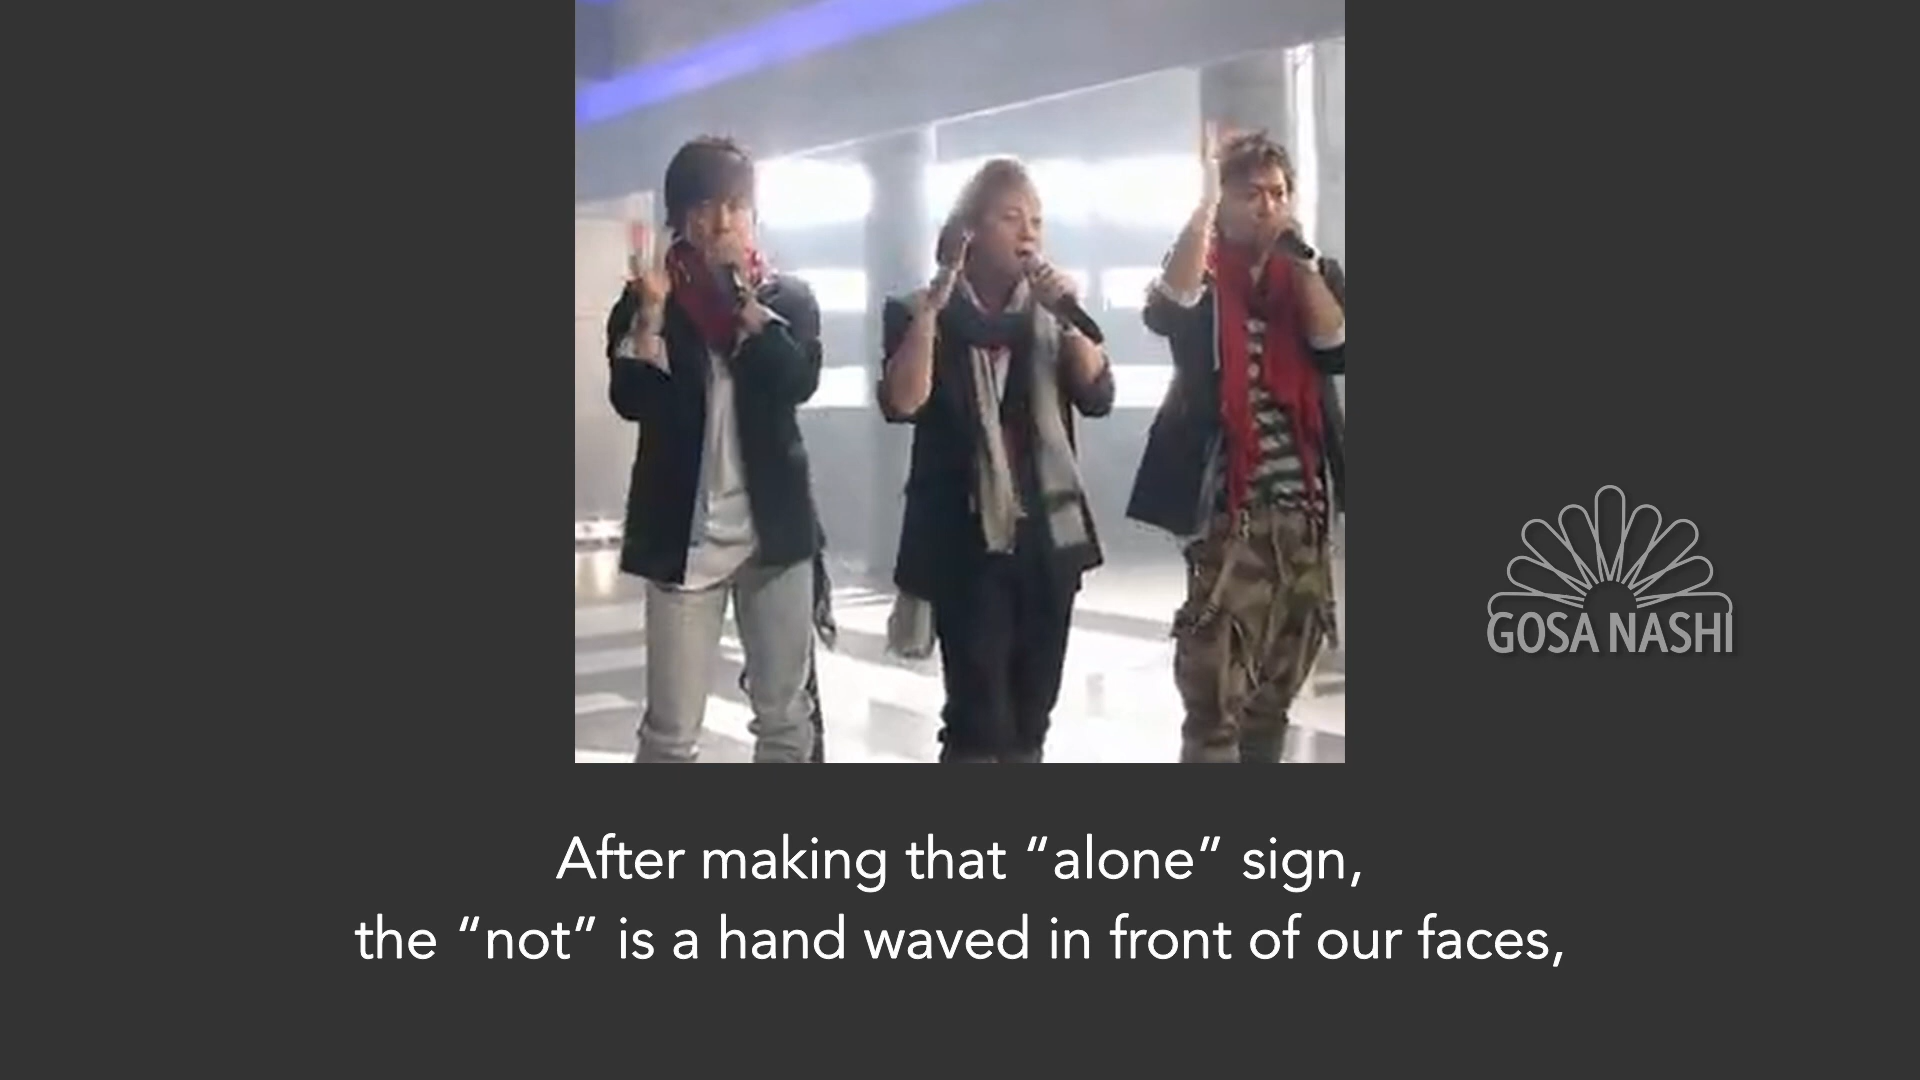 GOSA NASHI
After making that “alone” sign,
the “not” is a hand waved in front of our faces,